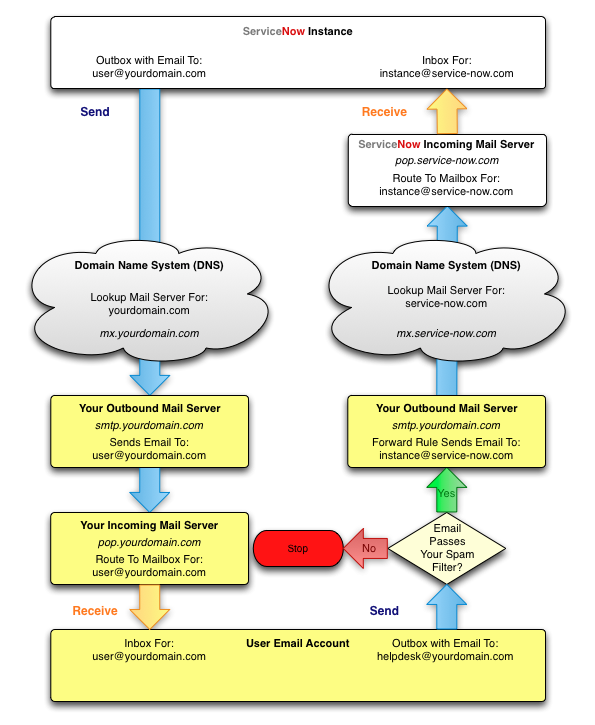 ServiceNow Instance
Outbox with Email To:
user@yourdomain.com
Inbox For:
instance@service-now.com
Send
Receive
ServiceNow Incoming Mail Server
pop.service-now.com
Route To Mailbox For:
instance@service-now.com
Domain Name System (DNS)
Lookup Mail Server For:
yourdomain.com
mx.yourdomain.com
Domain Name System (DNS)
Lookup Mail Server For:
service-now.com
mx.service-now.com
Your Outbound Mail Server
smtp.yourdomain.com
Sends Email To:
user@yourdomain.com
Your Outbound Mail Server
smtp.yourdomain.com
Forward Rule Sends Email To:
instance@service-now.com
Yes
Your Incoming Mail Server
pop.yourdomain.com
Route To Mailbox For:
user@yourdomain.com
Stop
No
Email
Passes
Your Spam
Filter?
Receive
Send
Inbox For:
user@yourdomain.com
User Email Account
Outbox with Email To:
helpdesk@yourdomain.com